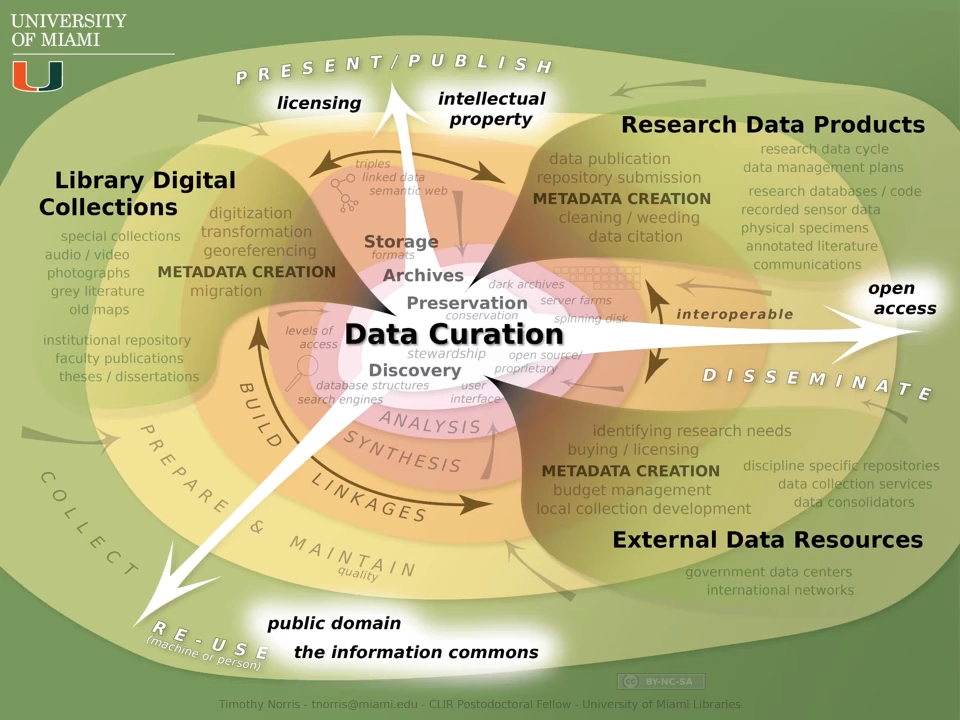 UNIVERSITY
OF MIAMI
PRESENT/PUBLISH
licensing
intellectual
property
Research Data Products
research data cycle
data management plans
research databases / code
recorded sensor data
physical specimens
annotated literature
communications
data publication
repository submission
METADATA CREATION
cleaning / weeding
data citation
Library Digital
Collections
special collections
audio / video
photographs
grey literature
old maps
institutional repository
faculty publications
theses / dissertations
digitization
transformation
georeferencing
METADATA CREATION
migration
triples
linked data
semantic web
Storage
formats
Archives
dark archives
Preservation
server farms
conservation
spinning disk
Data Curation
levels of
access
stewardship
open source/
proprietary
Discovery
database structures
user
interface
search engines
interoperable
open
access
DISSEMINATE
ANALYSIS
SYNTHESIS
BUILD LINKAGES
PREPARE & MAINTAIN
quality
COLLECT
identifying research needs
buying / licensing
METADATA CREATION
budget management
local collection development
discipline specific repositories
data collection services
data consolidators
External Data Resources
government data centers
international networks
RE-USE
(machine or person)
public domain
the information commons
cc BY-NC-SA
Timothy Norris - tnorris@miami.edu - CLIR Postodoctoral Fellow - University of Miami Libraries